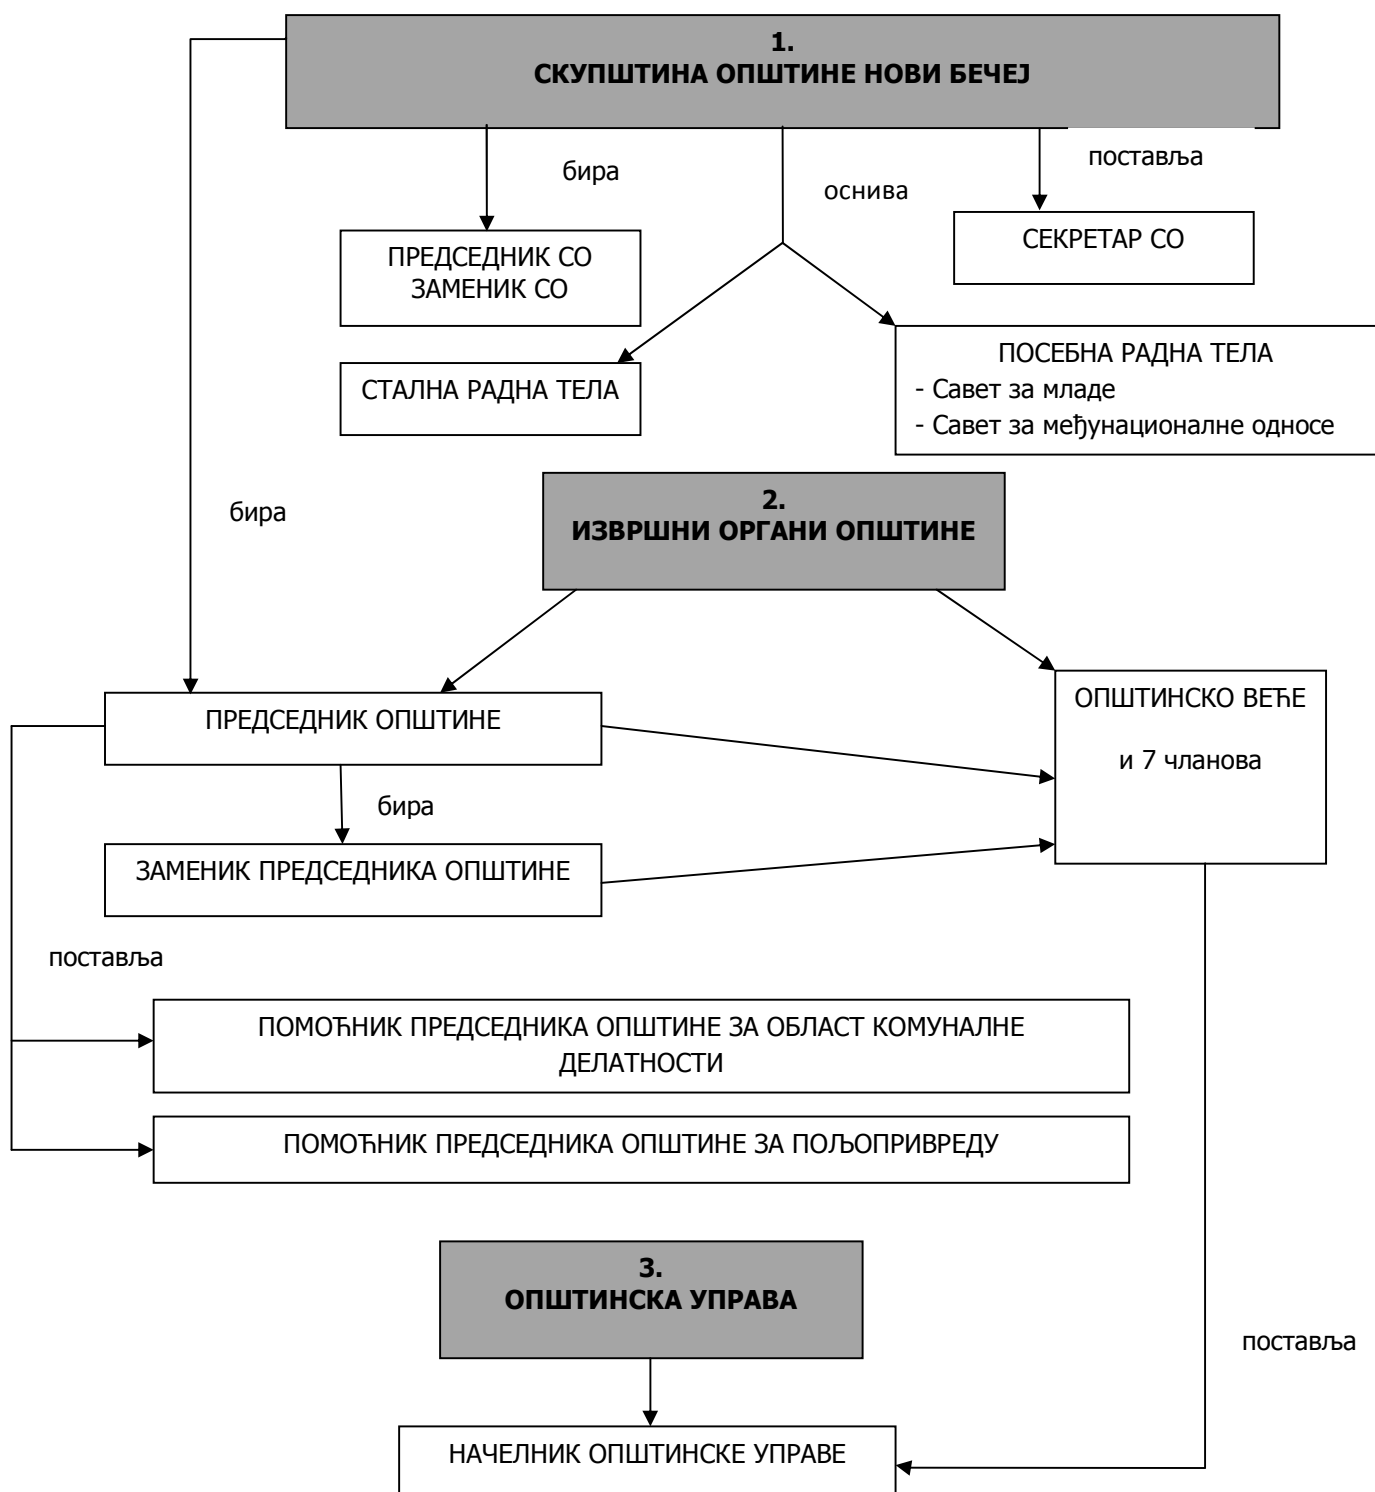 1.
СКУПШТИНА ОПШТИНЕ НОВИ БЕЧЕЈ
бира
оснива
поставља
ПРЕДСЕДНИК СО
ЗАМЕНИК СО
СЕКРЕТАР СО
СТАЛНА РАДНА ТЕЛА
ПОСЕБНА РАДНА ТЕЛА
- Савет за младе
- Савет за међунационалне односе
бира
2.
ИЗВРШНИ ОРГАНИ ОПШТИНЕ
ПРЕДСЕДНИК ОПШТИНЕ
ОПШТИНСКО ВЕЋЕ
и 7 чланова
бира
ЗАМЕНИК ПРЕДСЕДНИКА ОПШТИНЕ
поставља
ПОМОЋНИК ПРЕДСЕДНИКА ОПШТИНЕ ЗА ОБЛАСТ КОМУНАЛНЕ
ДЕЛАТНОСТИ
ПОМОЋНИК ПРЕДСЕДНИКА ОПШТИНЕ ЗА ПОЉОПРИВРЕДУ
3.
ОПШТИНСКА УПРАВА
поставља
НАЧЕЛНИК ОПШТИНСКЕ УПРАВЕ